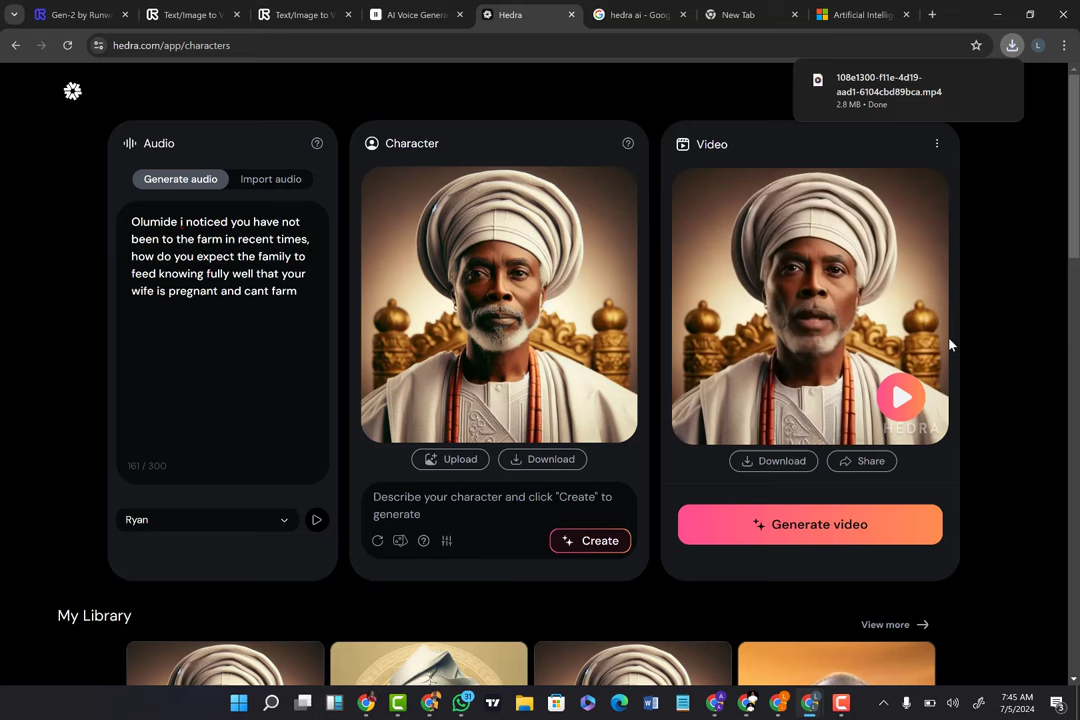 Gen-2 by Runw
Text/Image to V
Text/Image to V
AI Voice Gener
Hedra
hedra ai - Goog
New Tab
Artificial Intellig
hedra.com/app/characters
L
108e1300-f11e-4d19-
aad1-6104cbd89bca.mp4
2.8 MB • Done
Audio
Generate audio
Import audio
Olumide i noticed you have not
been to the farm in recent times,
how do you expect the family to
feed knowing fully well that your
wife is pregnant and cant farm
161 / 300
Ryan
Character
Upload
Download
Describe your character and click "Create" to
generate
Create
Video
HEDRA
Download
Share
Generate video
My Library
View more
31
7:45 AM
7/5/2024